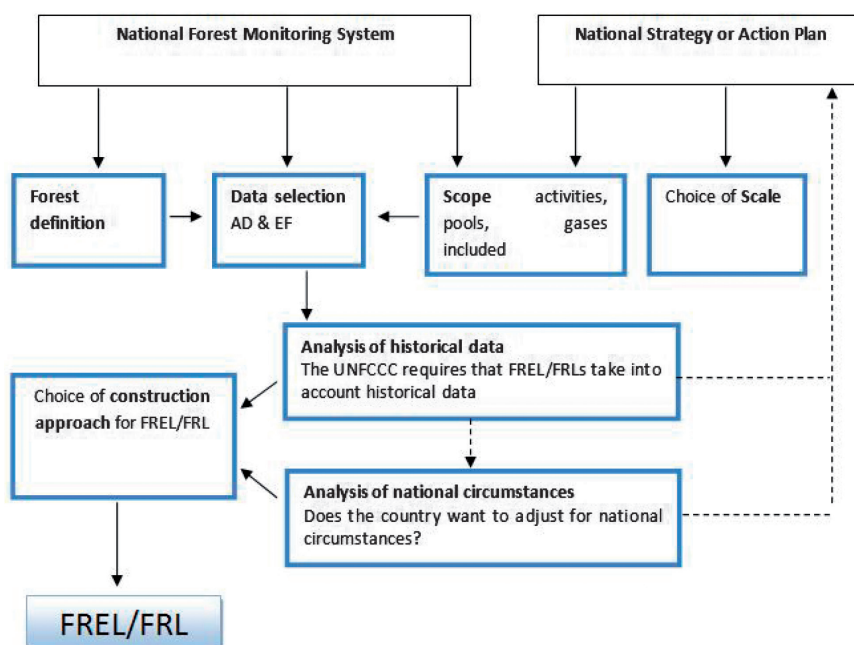 National Forest Monitoring System
National Strategy or Action Plan
Forest
definition
Data selection
AD & EF
Scope activities,
pools, gases
included
Choice of Scale
Analysis of historical data
The UNFCCC requires that FREL/FRLs take into
account historical data
Choice of construction
approach for FREL/FRL
Analysis of national circumstances
Does the country want to adjust for national
circumstances?
FREL/FRL